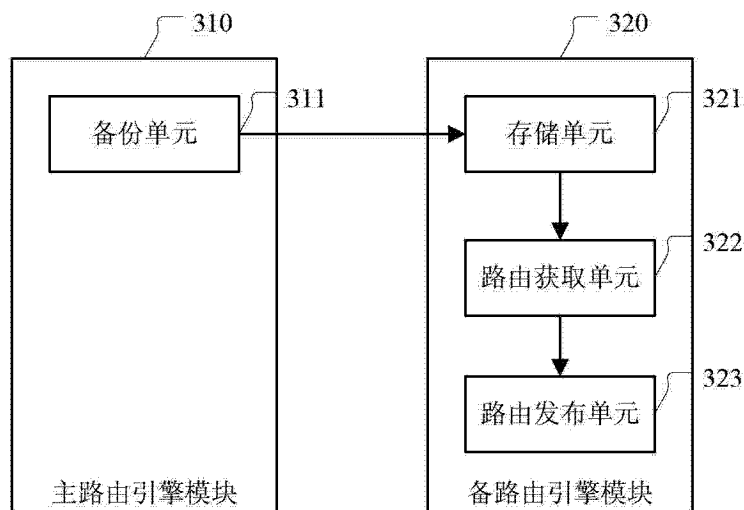 310
320
311
321
备份单元
存储单元
322
路由获取单元
323
路由发布单元
主路由引擎模块
备路由引擎模块